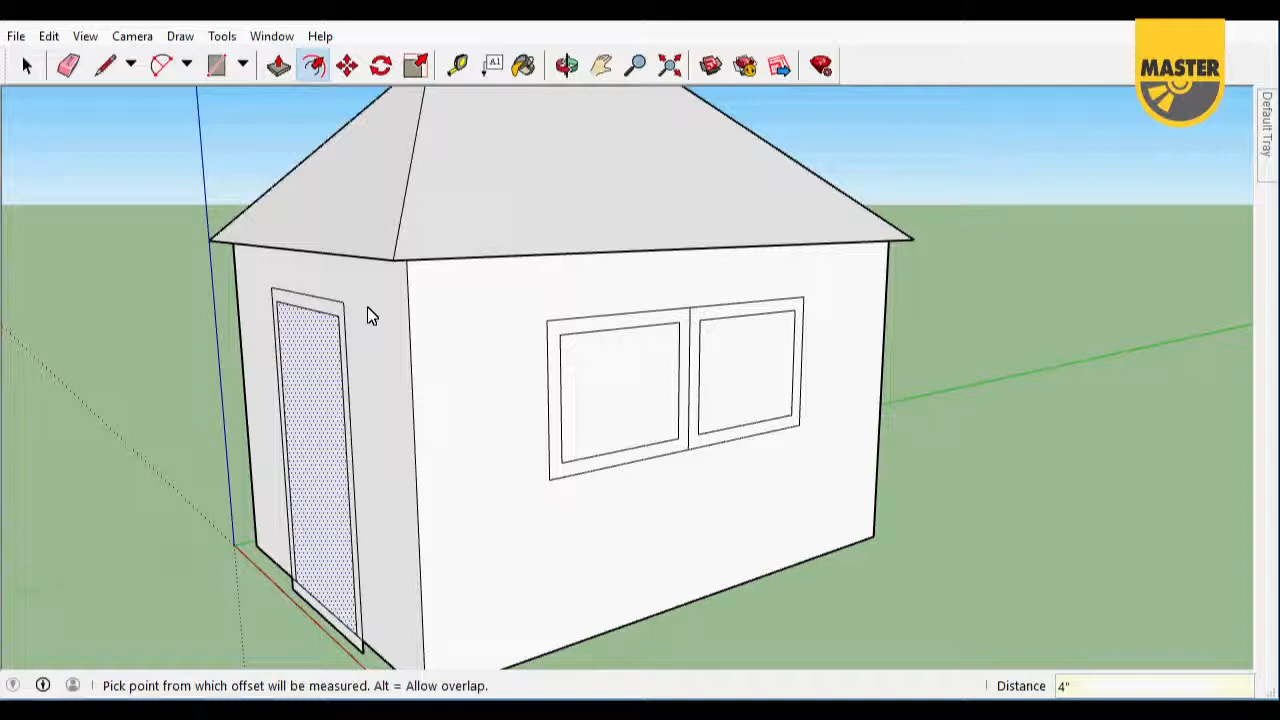 File Edit View Camera Draw Tools Window Help
A1
MASTER
Default Tray
Pick point from which offset will be measured. Alt = Allow overlap.
Distance 4"